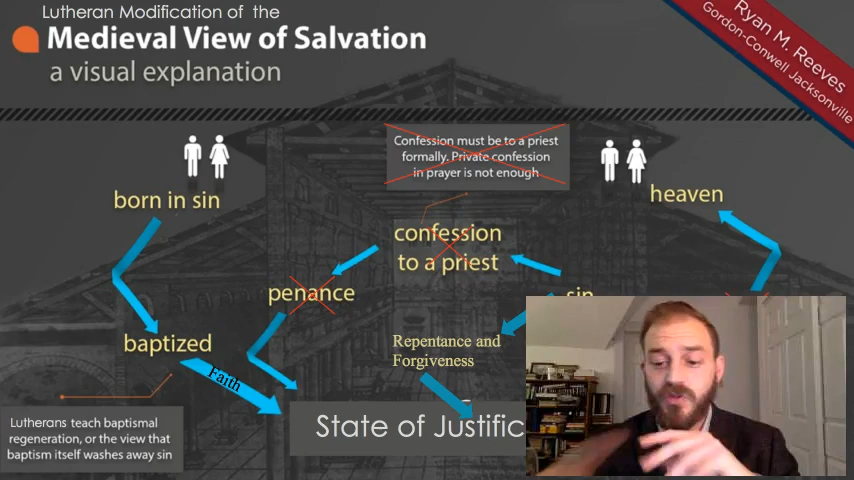 Lutheran Modification of the
Medieval View of Salvation
a visual explanation
Ryan M. Reeves
Gordon-Conwell Jacksonville
Confession must be to a priest
formally. Private confession
in prayer is not enough
born in sin
heaven
confession
to a priest
penance
sin
baptized
Repentance and
Forgiveness
Faith
Lutherans teach baptismal
regeneration, or the view that
baptism itself washes away sin
State of Justific